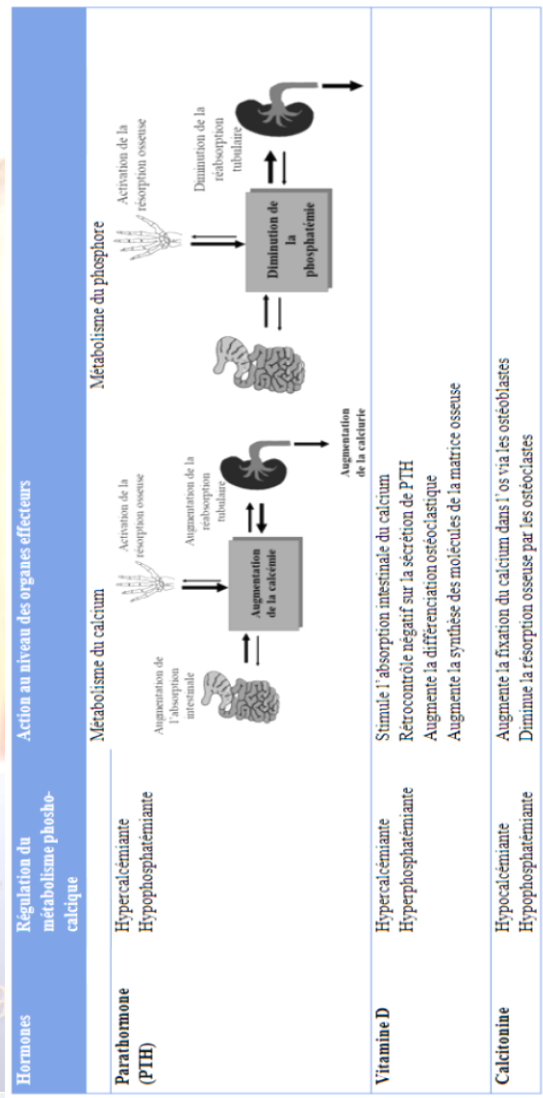 Hormones
Régulation du
métabolisme phosho-
calcique
Action au niveau des organes effecteurs
Parathormone
(PTH)
Hypercalcémiante
Hypophosphatémiante
Métabolisme du calcium
Augmentation de
l'absorption
intestinale
Activation de la
résorption osseuse
Augmentation de la
réabsorption
tubulaire
Augmentation
de la calcémie
Augmentation
de la calciurie
Métabolisme du phosphore
Activation de la
résorption osseuse
Diminution de la
réabsorption
tubulaire
Diminution de
la
phosphatémie
Vitamine D
Hypercalcémiante
Hyperphosphatémiante
Stimule l'absorption intestinale du calcium
Rétrocontrôle négatif sur la sécrétion de PTH
Augmente la différenciation ostéoclastique
Augmente la synthèse des molécules de la matrice osseuse
Calcitonine
Hypocalcémiante
Hypophosphatémiante
Augmente la fixation du calcium dans l'os via les ostéoblastes
Diminue la résorption osseuse par les ostéoclastes